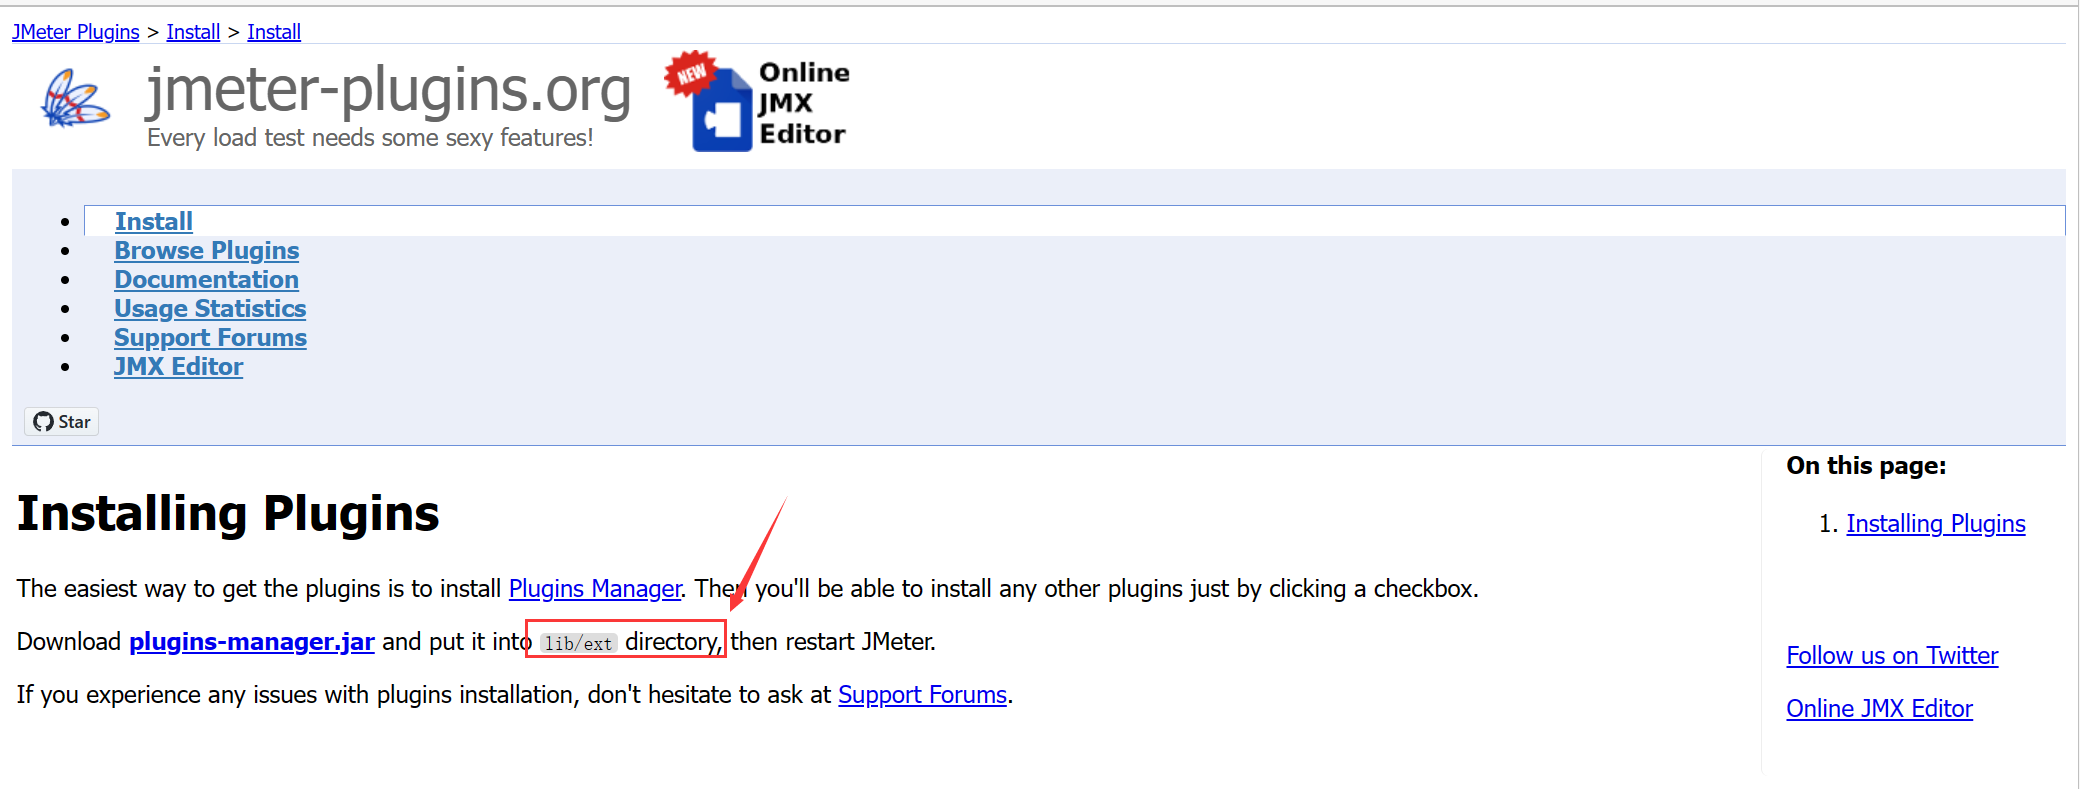 JMeter Plugins > Install > Install
jmeter-plugins.org
Every load test needs some sexy features!
NEW
Online
JMX
Editor
Install
Browse Plugins
Documentation
Usage Statistics
Support Forums
JMX Editor
Star
Installing Plugins
The easiest way to get the plugins is to install Plugins Manager. Then you'll be able to install any other plugins just by clicking a checkbox.
Download plugins-manager.jar and put it into lib/ext directory, then restart JMeter.
If you experience any issues with plugins installation, don't hesitate to ask at Support Forums.
On this page:
1. Installing Plugins
Follow us on Twitter
Online JMX Editor